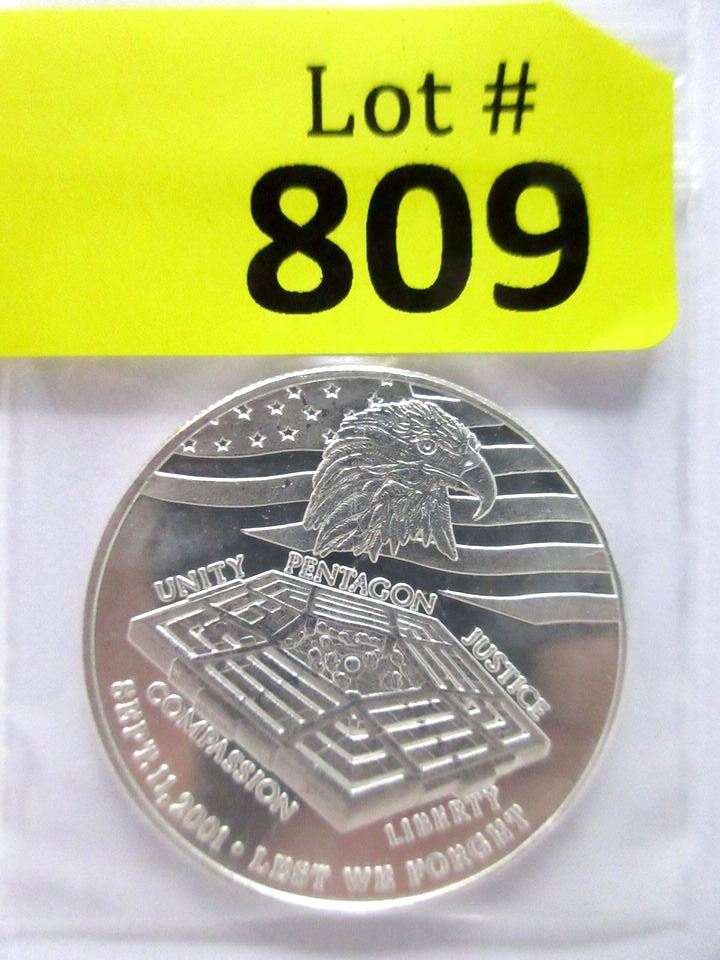 Lot #
809
UNITY
PENTAGON
JUSTICE
COMPASSION
LIBERTY
SEPT. 11, 2001 • LEST WE FORGET